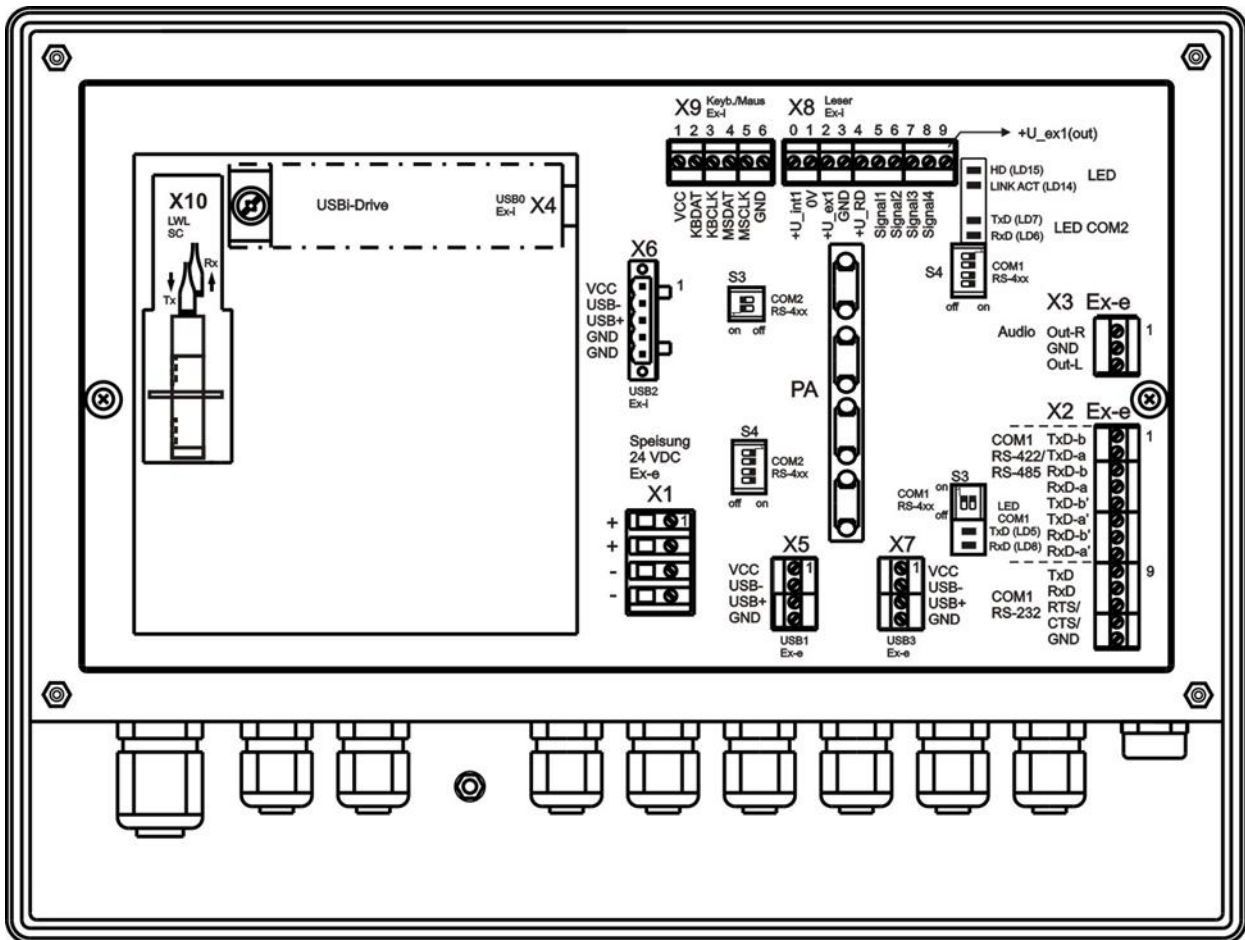 X9 Keyb./Maus
Ex-i
1 2 3 4 5 6
VCC
KBDAT
KBCLK
MSDAT
MSCLK
GND
X8 Leser
Ex-i
0 1 2 3 4 5 6 7 8 9
+U_ex1(out)
+U_int1
0V
+U_ex1
GND
+U_RD
Signal1
Signal2
Signal3
Signal4
HD (LD15)
LINK ACT (LD14)
LED
TxD (LD7)
RxD (LD6)
LED COM2
S4
COM1
RS-4xx
off on
X10
LWL
SC
Rx
Tx
USBi-Drive
USB0
Ex-i
X4
X6
1
VCC
USB-
USB+
GND
GND
USB2
Ex-i
S3
COM2
RS-4xx
on off
PA
X3 Ex-e
Audio
Out-R
GND
Out-L
1
X2 Ex-e
COM1
RS-422/
RS-485
TxD-b
TxD-a
RxD-b
RxD-a
TxD-b'
TxD-a'
RxD-b'
RxD-a'
1
COM1
RS-232
TxD
RxD
RTS/
CTS/
GND
9
Speisung
24 VDC
Ex-e
X1
+
+
-
-
1
S4
COM2
RS-4xx
off on
S3
on
COM1
RS-4xx
off
LED
COM1
TxD (LD5)
RxD (LD8)
X5
1
VCC
USB-
USB+
GND
USB1
Ex-e
X7
1
VCC
USB-
USB+
GND
USB3
Ex-e